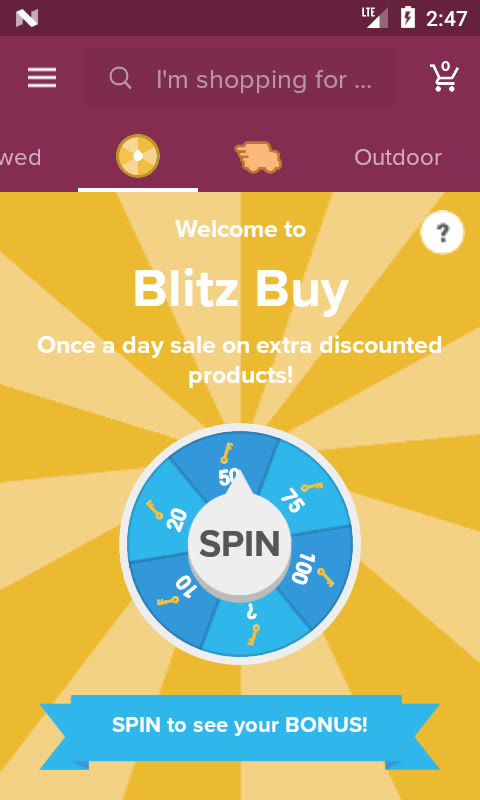 LTE
2:47
I'm shopping for ...
0
wed
Outdoor
Welcome to
?
Blitz Buy
Once a day sale on extra discounted
products!
50
75
20
SPIN
100
10
?
SPIN to see your BONUS!